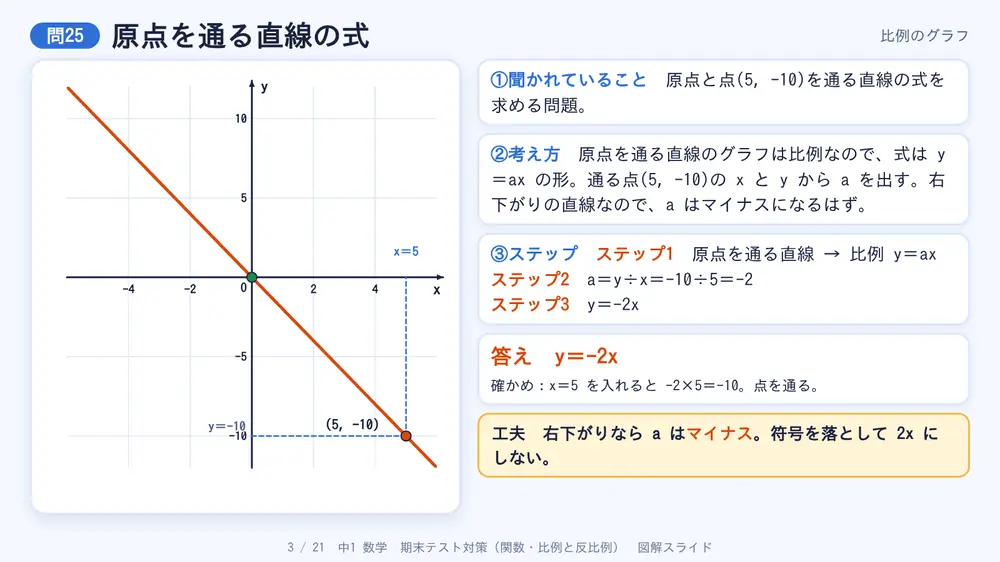 問25 原点を通る直線の式
比例のグラフ
y
10
5
x=5
-4
-2
0
2
4
x
-5
y=-10
-10
(5, -10)
①聞かれていること 原点と点(5, -10)を通る直線の式を
求める問題。
②考え方 原点を通る直線のグラフは比例なので、式は y
=ax の形。通る点(5, -10)の x と y から a を出す。右
下がりの直線なので、a はマイナスになるはず。
③ステップ ステップ1 原点を通る直線 → 比例 y=ax
ステップ2 a=y÷x=-10÷5=-2
ステップ3 y=-2x
答え y=-2x
確かめ：x=5 を入れると -2×5=-10。点を通る。
工夫 右下がりなら a はマイナス。符号を落として 2x に
しない。
3 / 21 中1 数学 期末テスト対策（関数・比例と反比例） 図解スライド